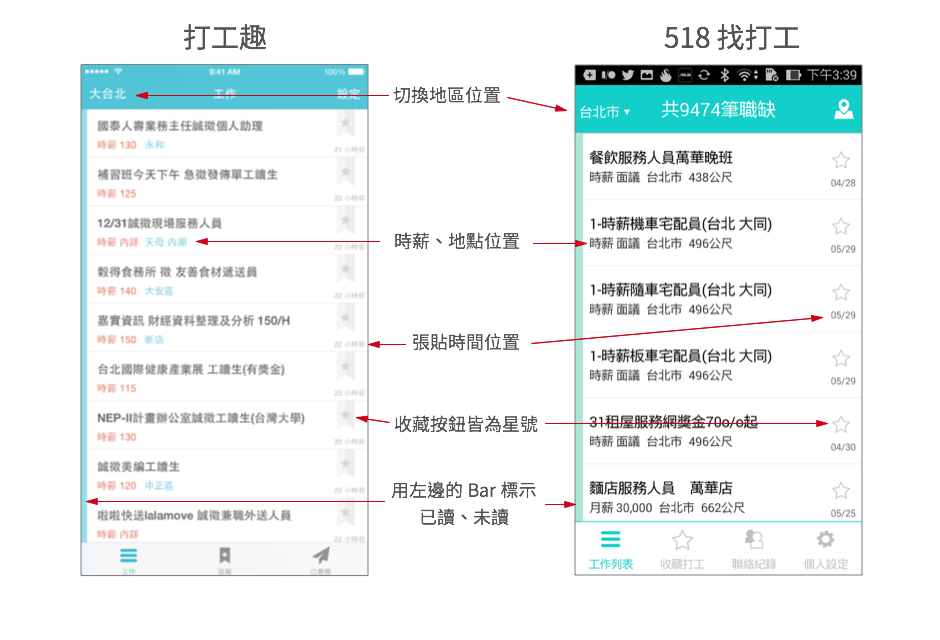 打工趣
518 找打工
9:41 AM
100%
大台北
工作
設定
國泰人壽業務主任誠徵個人助理
時薪 130 永和
21 小時前
補習班今天下午 急徵發傳單工讀生
時薪 125
22 小時前
12/31誠徵現場服務人員
時薪 內詳 天母 內湖
22 小時前
穀得食務所 徵 友善食材遞送員
時薪 140 大安區
22 小時前
嘉實資訊 財經資料整理及分析 150/H
時薪 150 新店
22 小時前
台北國際健康產業展 工讀生(有獎金)
時薪 115
22 小時前
NEP-II計畫辦公室誠徵工讀生(台灣大學)
時薪 130
22 小時前
誠徵美編工讀生
時薪 120 中正區
22 小時前
啦啦快送lalamove 誠徵兼職外送人員
時薪 內詳
22 小時前
工作
追蹤
已應徵
切換地區位置
時薪、地點位置
張貼時間位置
收藏按鈕皆為星號
用左邊的 Bar 標示
已讀、未讀
下午3:39
台北市 ▾
共9474筆職缺
餐飲服務人員萬華晚班
時薪 面議 台北市 438公尺
04/28
1-時薪機車宅配員(台北 大同)
時薪 面議 台北市 496公尺
05/29
1-時薪隨車宅配員(台北 大同)
時薪 面議 台北市 496公尺
05/29
1-時薪板車宅配員(台北 大同)
時薪 面議 台北市 496公尺
05/29
31租屋服務網獎金70o/o起
時薪 面議 台北市 496公尺
04/30
麵店服務人員 萬華店
月薪 30,000 台北市 662公尺
05/25
工作列表
收藏打工
聯絡紀錄
個人設定